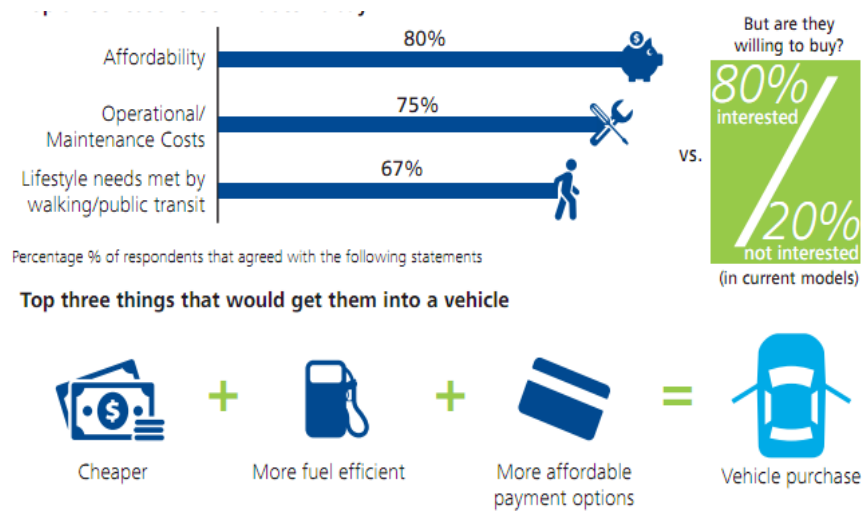 80%
Affordability
75%
Operational/
Maintenance Costs
67%
Lifestyle needs met by
walking/public transit
Percentage % of respondents that agreed with the following statements
vs.
But are they
willing to buy?
80%
interested
20%
not interested
(in current models)
Top three things that would get them into a vehicle
$
+
+
=
Cheaper
More fuel efficient
More affordable
payment options
Vehicle purchase